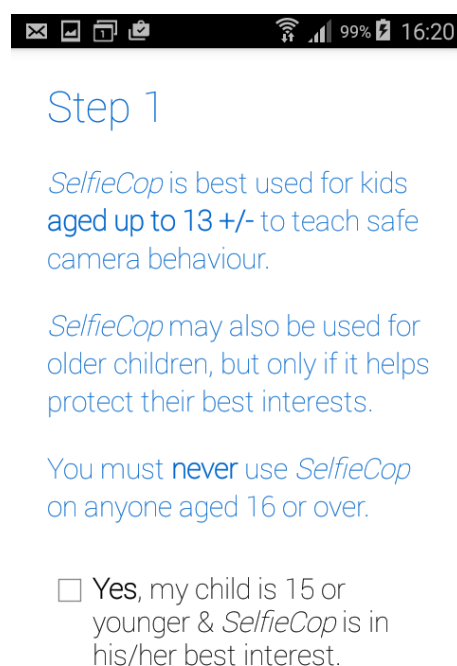 99% 16:20
Step 1
SelfieCop is best used for kids
aged up to 13 +/- to teach safe
camera behaviour.
SelfieCop may also be used for
older children, but only if it helps
protect their best interests.
You must never use SelfieCop
on anyone aged 16 or over.
Yes, my child is 15 or
younger & SelfieCop is in
his/her best interest.